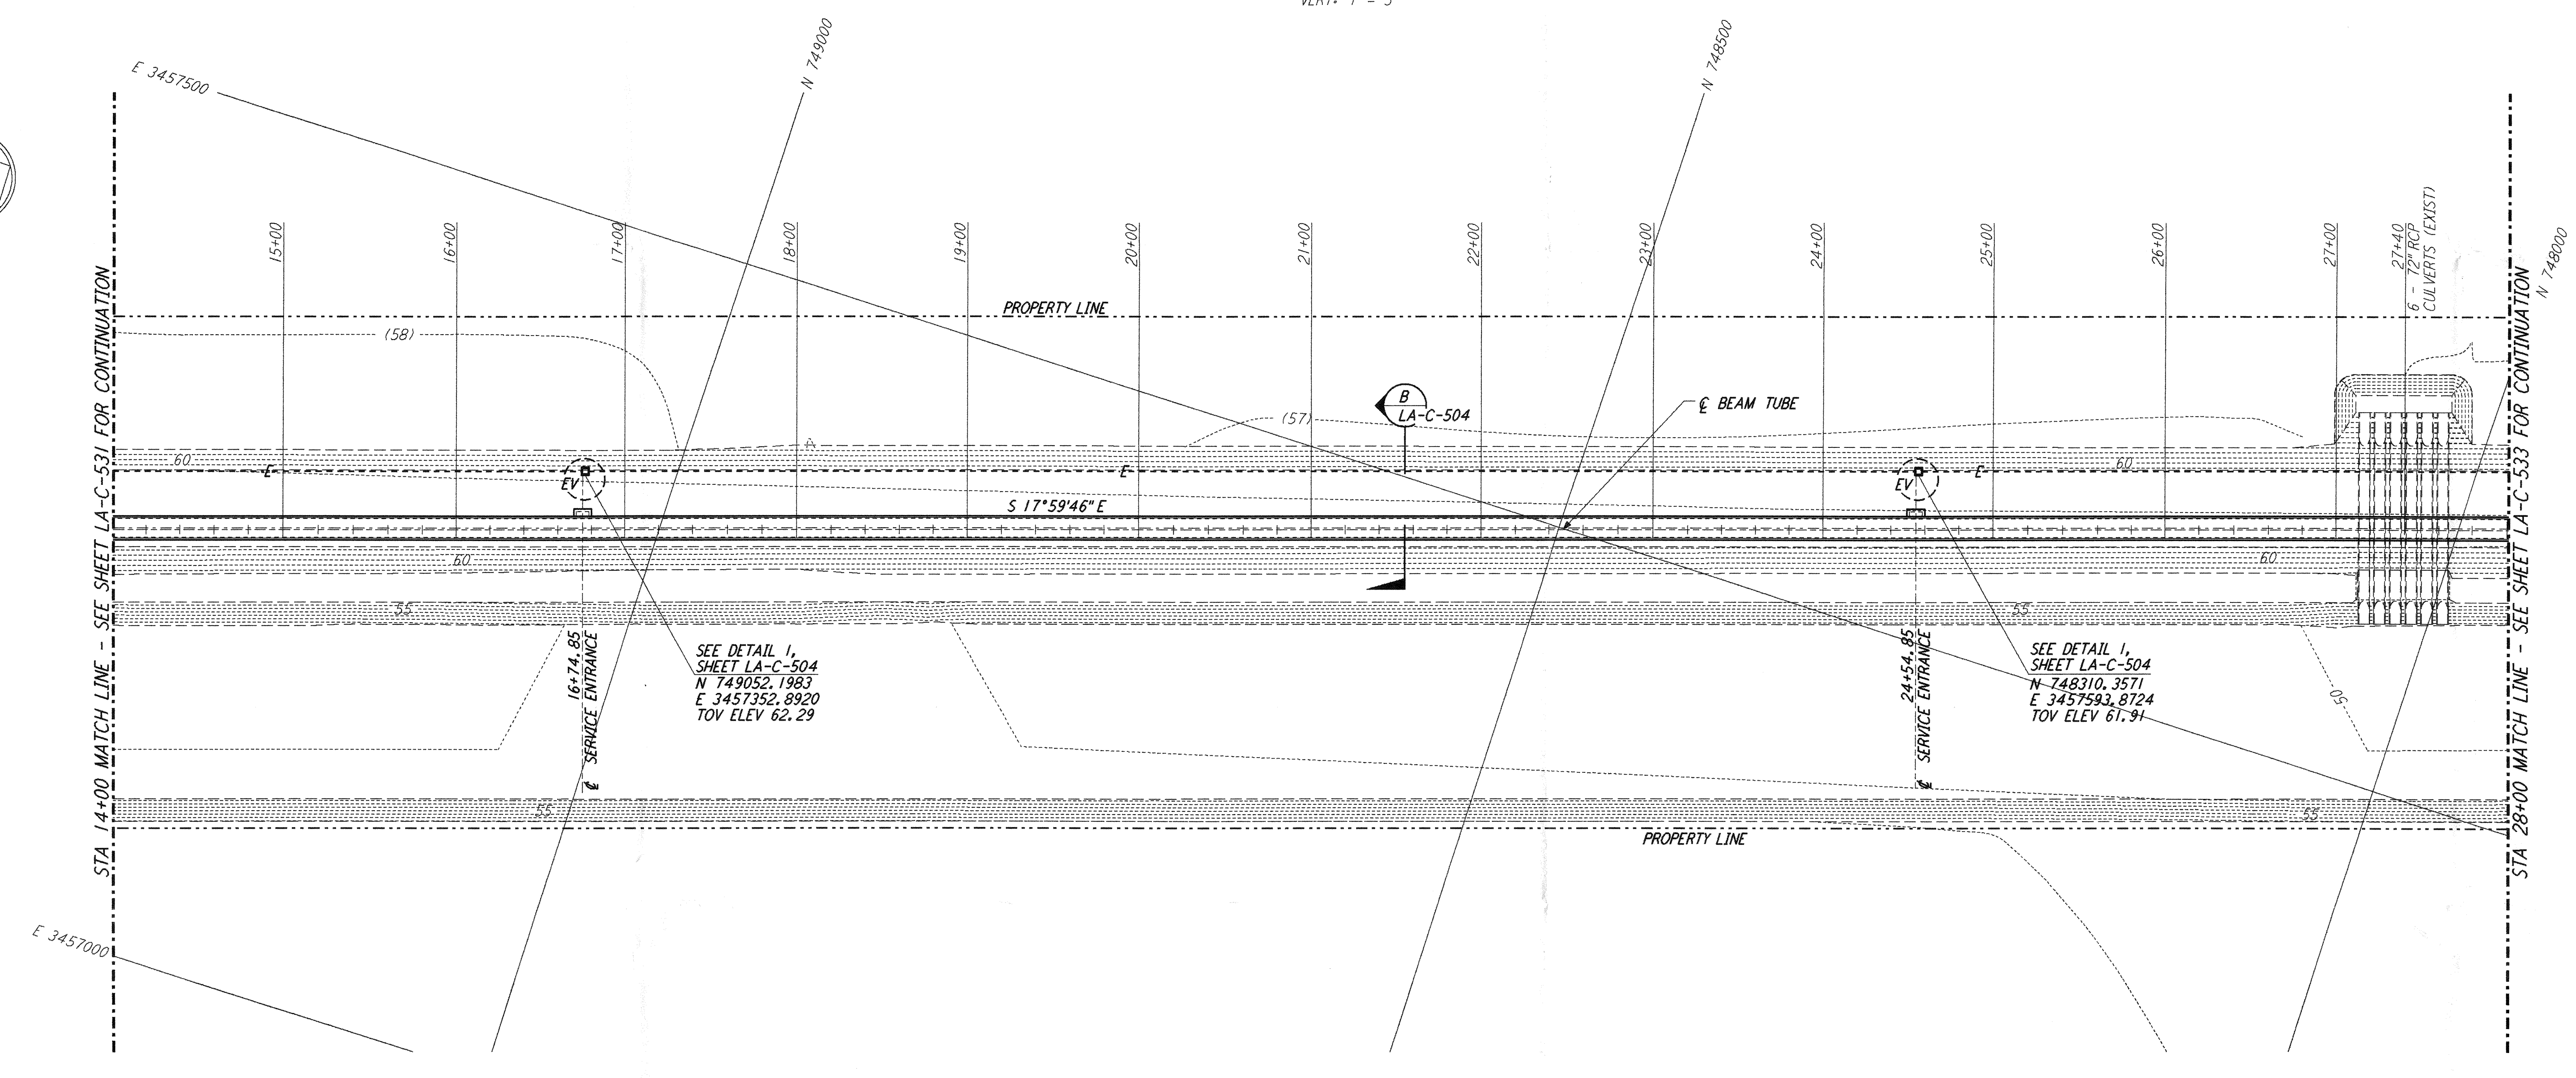 VERT. 1" = 5'
E 3457500
N 749000
N 748500
N 748000
15+00
16+00
17+00
18+00
19+00
20+00
21+00
22+00
23+00
24+00
25+00
26+00
27+00
27+40
6 - 72" RCP
CULVERTS (EXIST)
STA 14+00 MATCH LINE - SEE SHEET LA-C-531 FOR CONTINUATION
PROPERTY LINE
(58)
B
LA-C-504
(57)
℄ BEAM TUBE
60
E
EV
E
EV
E
60
S 17°59'46" E
60
60
55
55
16+74.85
℄ SERVICE ENTRANCE
SEE DETAIL 1,
SHEET LA-C-504
N 749052.1983
E 3457352.8920
TOV ELEV 62.29
24+54.85
℄ SERVICE ENTRANCE
SEE DETAIL 1,
SHEET LA-C-504
N 748310.3571
E 3457593.8724
TOV ELEV 61.91
50
55
55
PROPERTY LINE
E 3457000
STA 28+00 MATCH LINE - SEE SHEET LA-C-533 FOR CONTINUATION